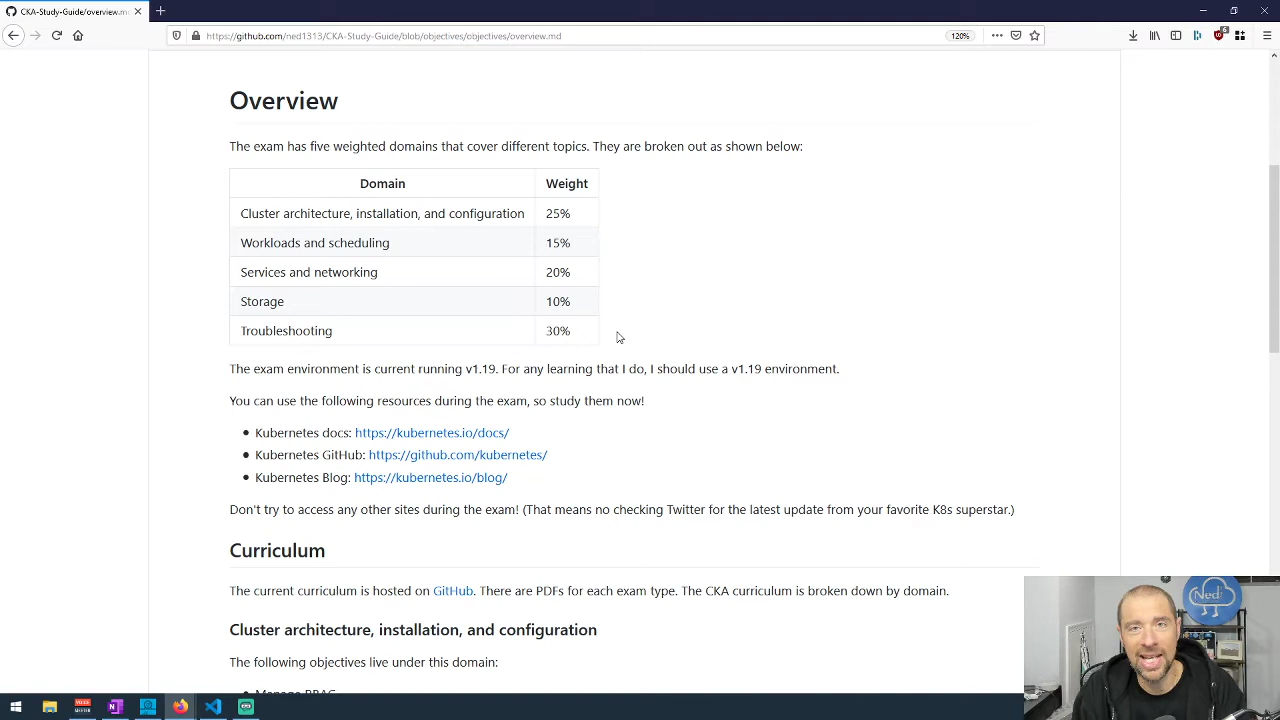 CKA-Study-Guide/overview.md
https://github.com/ned1313/CKA-Study-Guide/blob/objectives/objectives/overview.md
120%
6
Overview
The exam has five weighted domains that cover different topics. They are broken out as shown below:
Domain Weight
Cluster architecture, installation, and configuration 25%
Workloads and scheduling 15%
Services and networking 20%
Storage 10%
Troubleshooting 30%
The exam environment is current running v1.19. For any learning that I do, I should use a v1.19 environment.
You can use the following resources during the exam, so study them now!
Kubernetes docs: https://kubernetes.io/docs/
Kubernetes GitHub: https://github.com/kubernetes/
Kubernetes Blog: https://kubernetes.io/blog/
Don't try to access any other sites during the exam! (That means no checking Twitter for the latest update from your favorite K8s superstar.)
Curriculum
The current curriculum is hosted on GitHub. There are PDFs for each exam type. The CKA curriculum is broken down by domain.
Cluster architecture, installation, and configuration
The following objectives live under this domain:
Manage RBAC
Ned